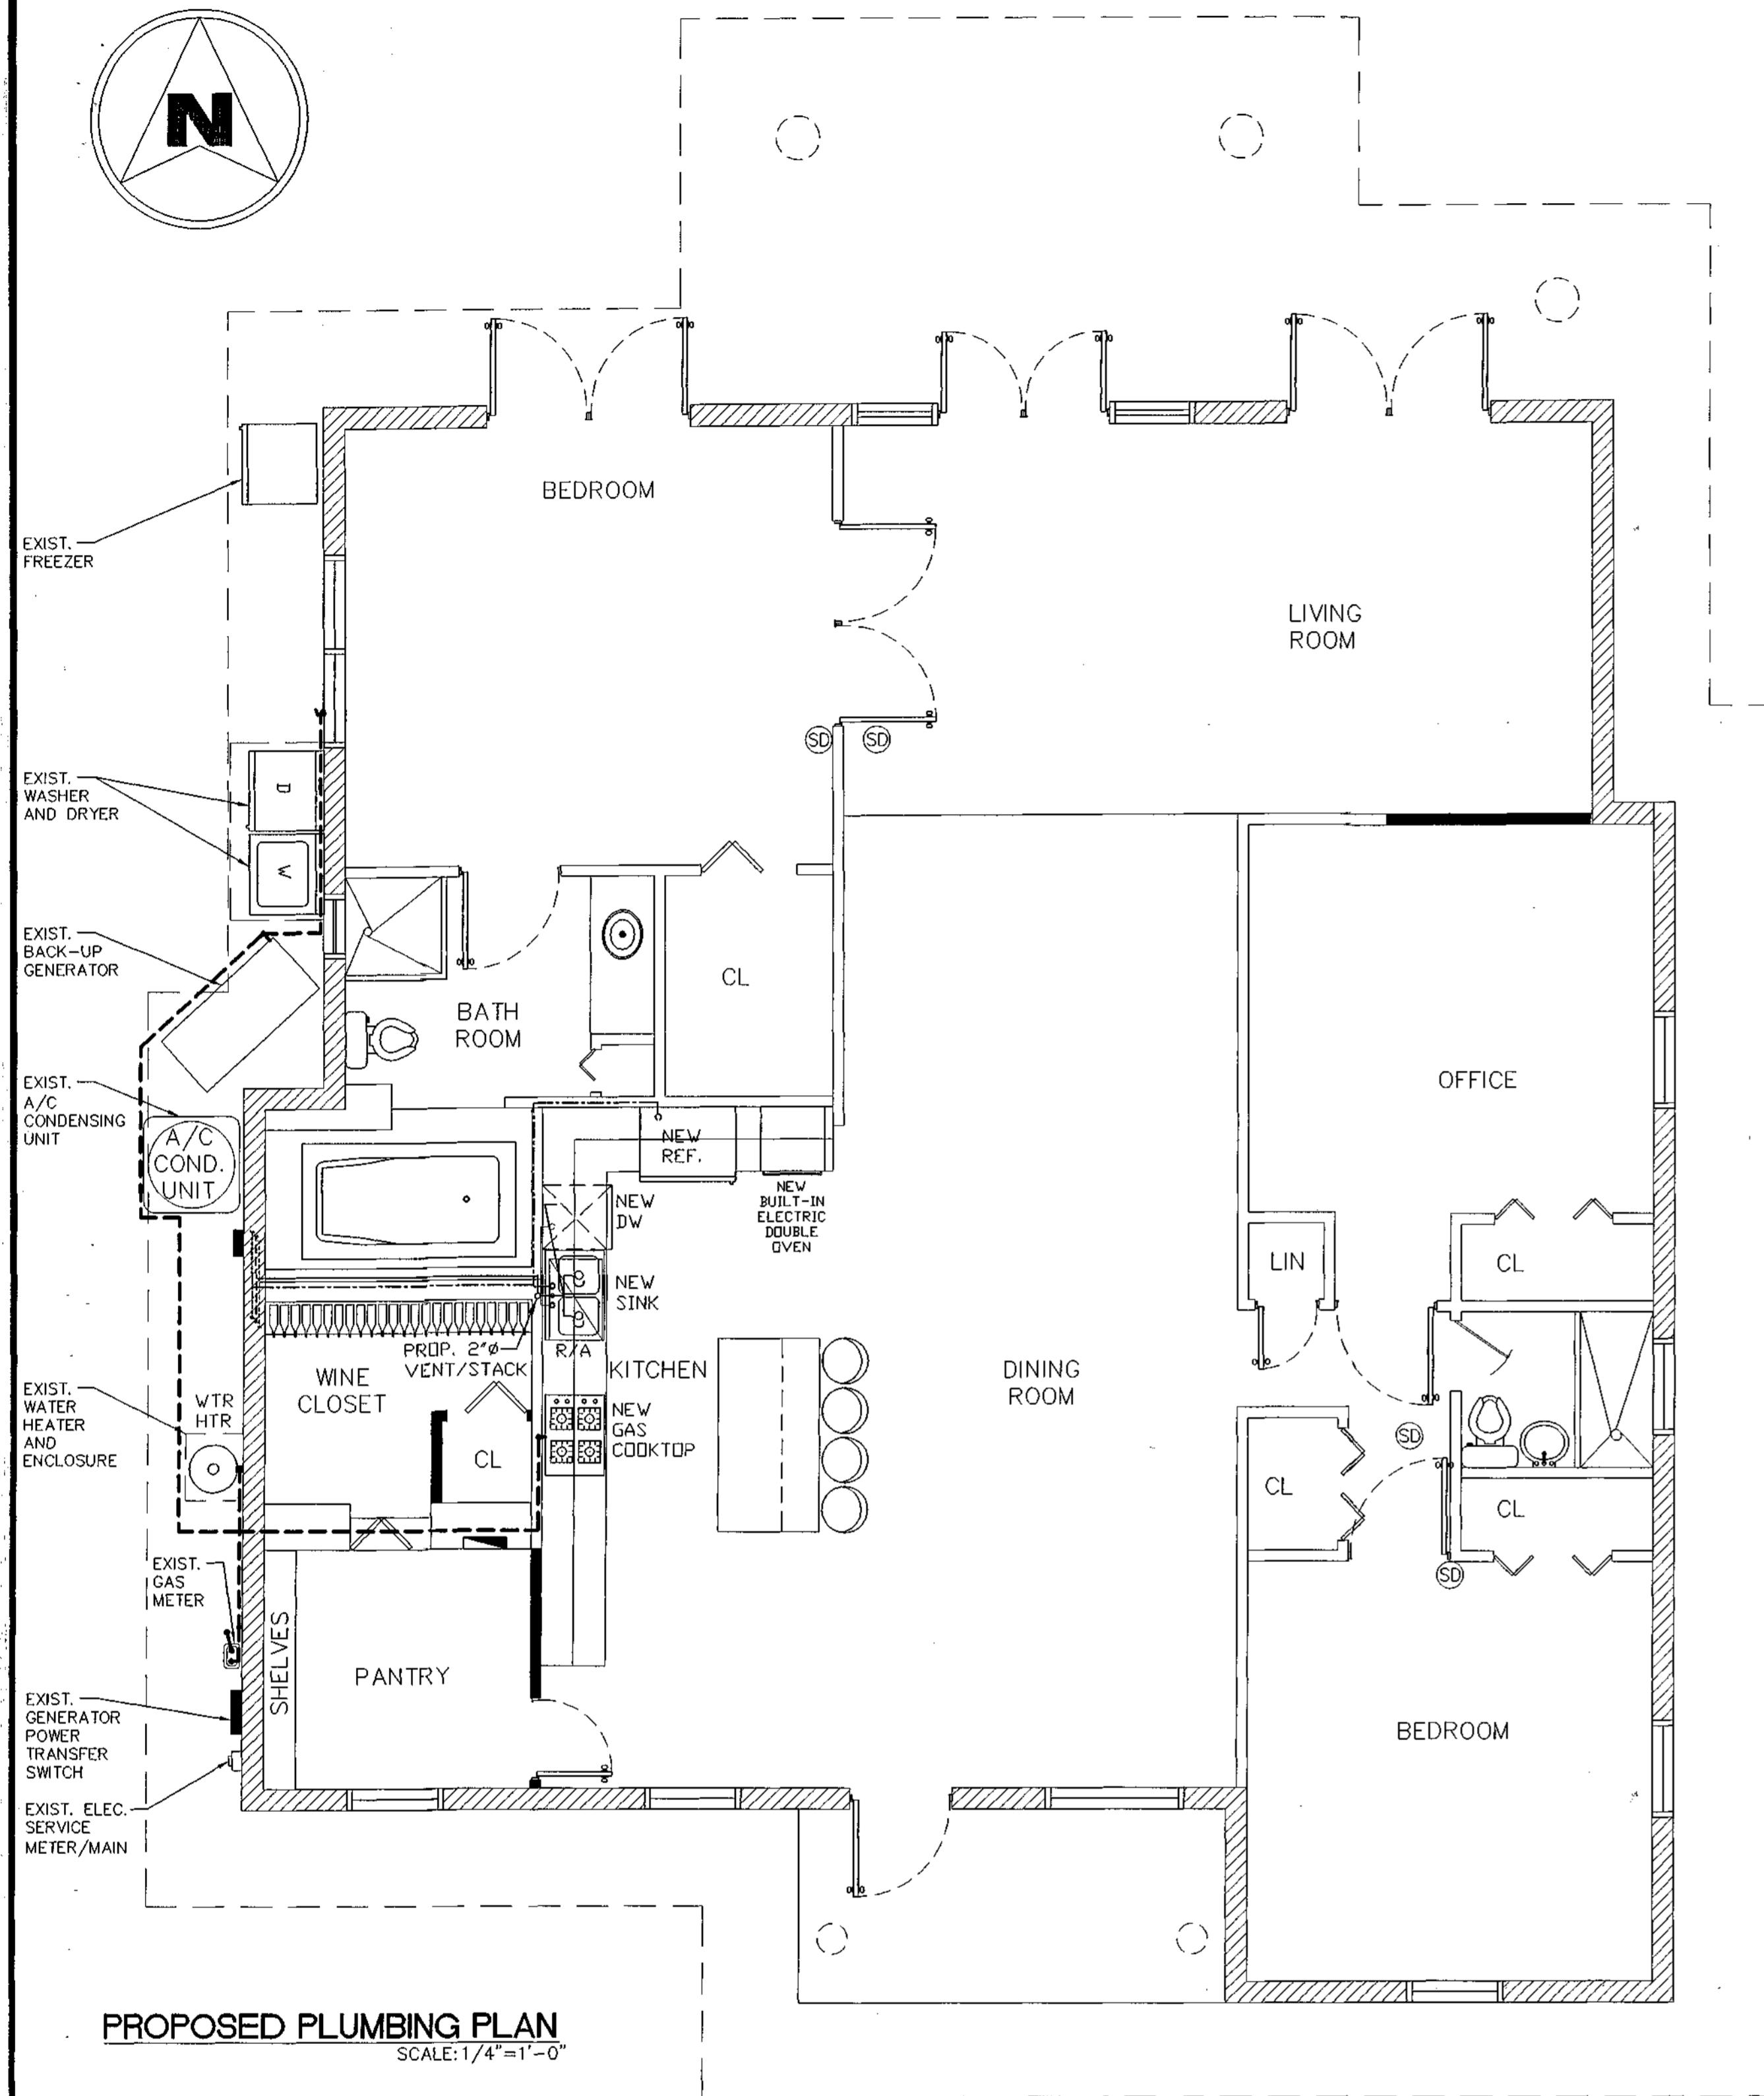 N
BEDROOM
EXIST.
FREEZER
LIVING
ROOM
SD
SD
EXIST.
WASHER
AND DRYER
D
W
EXIST.
BACK-UP
GENERATOR
CL
BATH
ROOM
EXIST.
A/C
CONDENSING
UNIT
A/C
COND.
UNIT
OFFICE
NEW
REF.
NEW
BUILT-IN
ELECTRIC
DOUBLE
OVEN
NEW
DW
LIN
CL
NEW
SINK
PROP. 2"ø
VENT/STACK
R/A
KITCHEN
WINE
CLOSET
DINING
ROOM
EXIST.
WATER
HEATER
AND
ENCLOSURE
WTR
HTR
NEW
GAS
COOKTOP
CL
SD
CL
CL
EXIST.
GAS
METER
SD
SHELVES
PANTRY
EXIST.
GENERATOR
POWER
TRANSFER
SWITCH
BEDROOM
EXIST. ELEC.
SERVICE
METER/MAIN
PROPOSED PLUMBING PLAN
SCALE: 1/4"=1'-0"